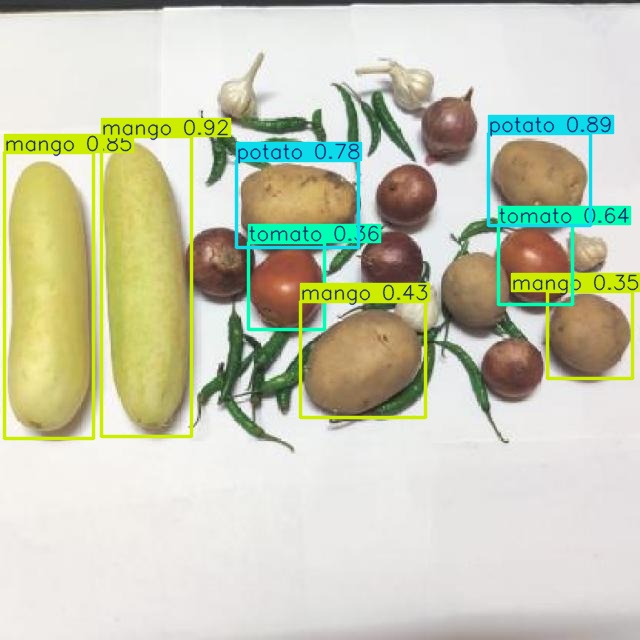 mango 0.85
mango 0.92
potato 0.78
potato 0.89
tomato 0.36
tomato 0.64
mango 0.43
mango 0.35